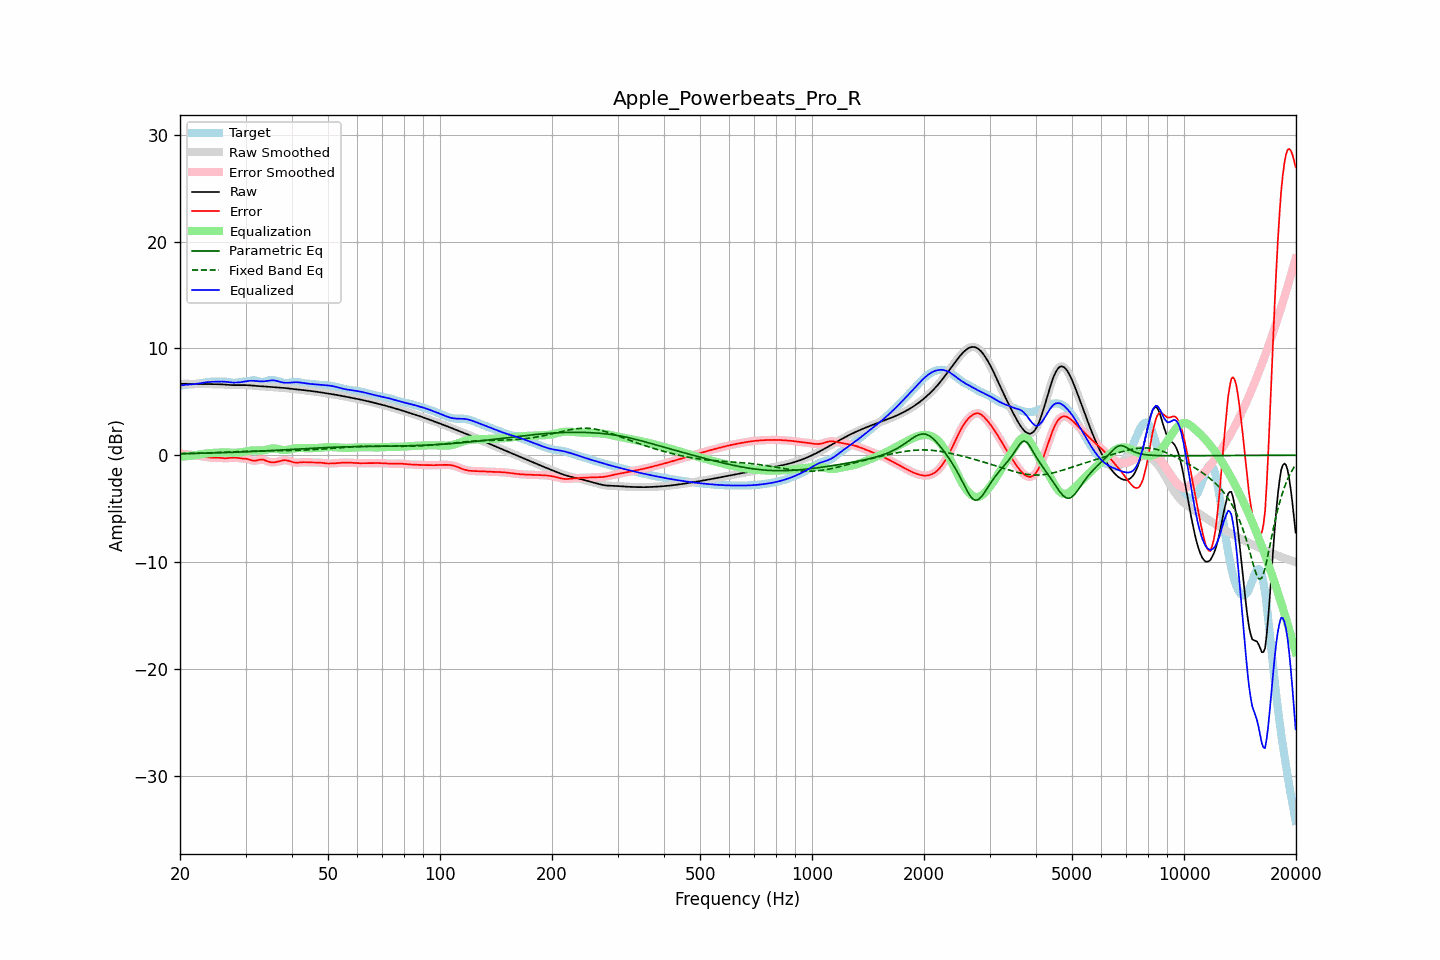 Apple_Powerbeats_Pro_R
Target
Raw Smoothed
Error Smoothed
Raw
Error
Equalization
Parametric Eq
Fixed Band Eq
Equalized
30
20
10
0
−10
−20
−30
Amplitude (dBr)
20
50
100
200
500
1000
2000
5000
10000
20000
Frequency (Hz)